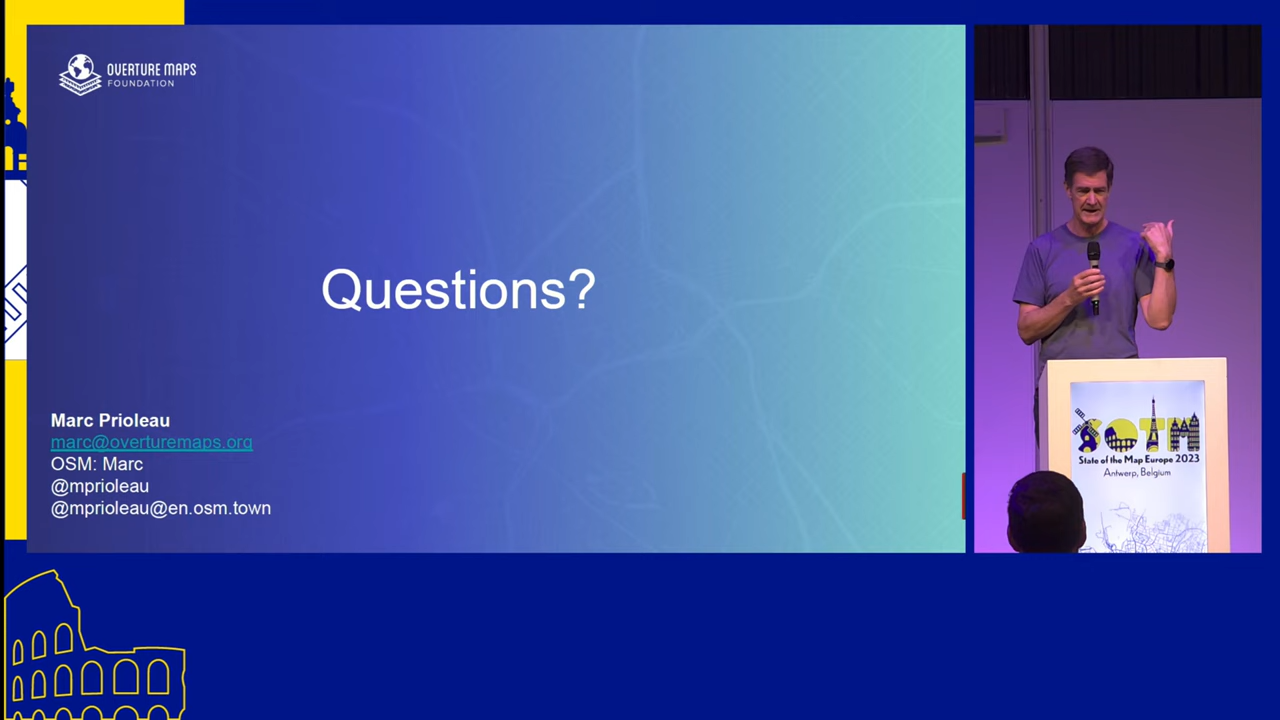 OVERTURE MAPS
FOUNDATION
Questions?
Marc Prioleau
marc@overturemaps.org
OSM: Marc
@mprioleau
@mprioleau@en.osm.town
SOTM
State of the Map Europe 2023
Antwerp, Belgium